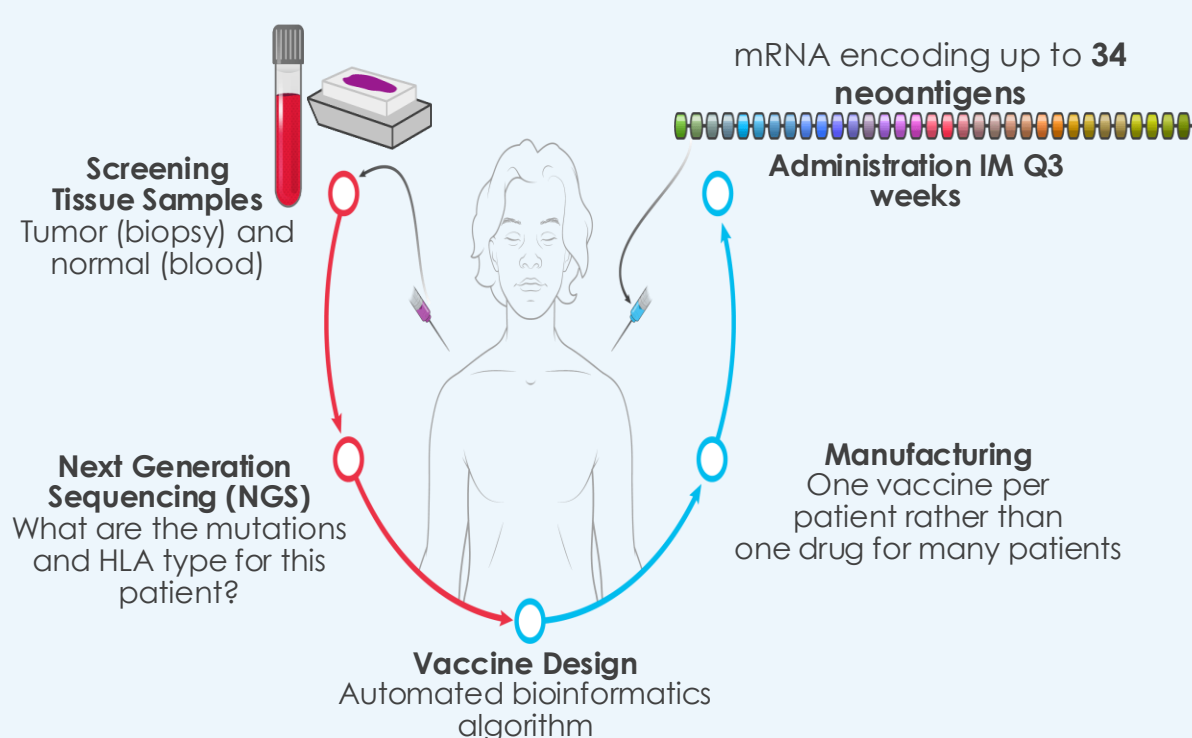 Screening
Tissue Samples
Tumor (biopsy) and
normal (blood)
Next Generation
Sequencing (NGS)
What are the mutations
and HLA type for this
patient?
Vaccine Design
Automated bioinformatics
algorithm
Manufacturing
One vaccine per
patient rather than
one drug for many patients
mRNA encoding up to 34
neoantigens
Administration IM Q3
weeks